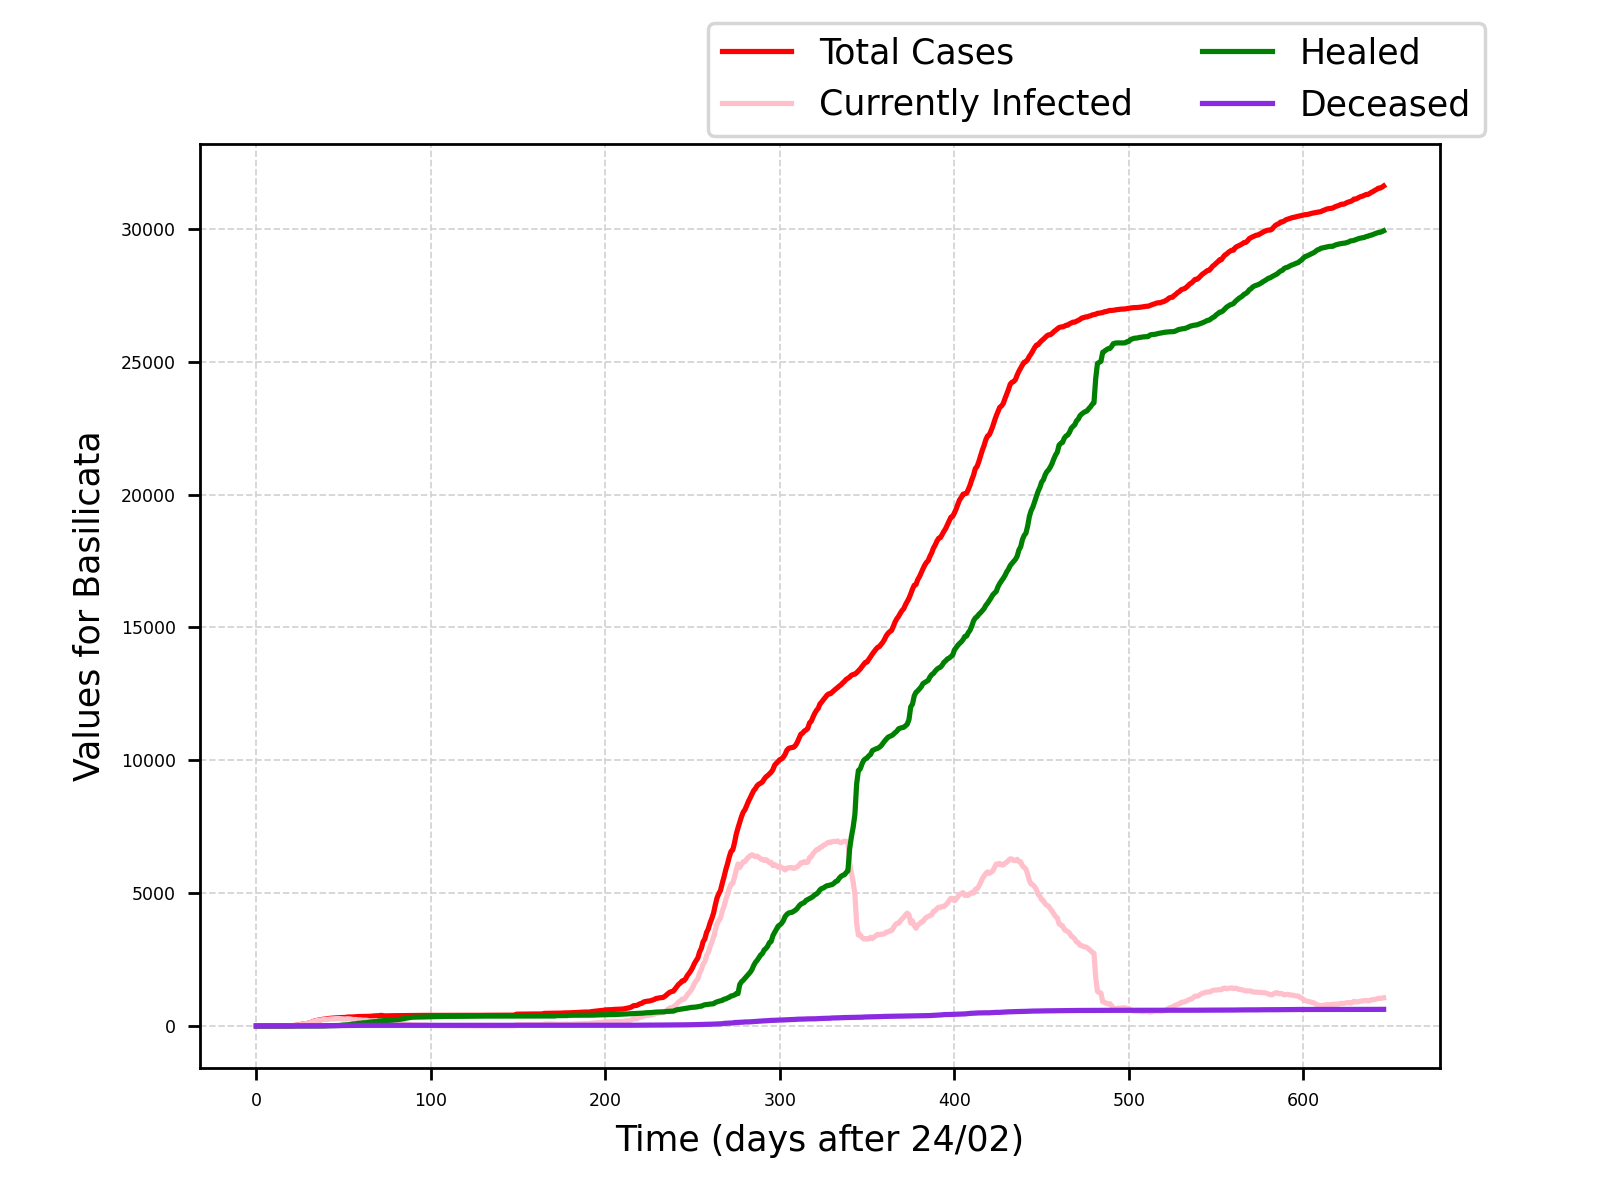 Total Cases
Currently Infected
Healed
Deceased
30000
25000
20000
15000
10000
5000
0
Values for Basilicata
0 100 200 300 400 500 600
Time (days after 24/02)